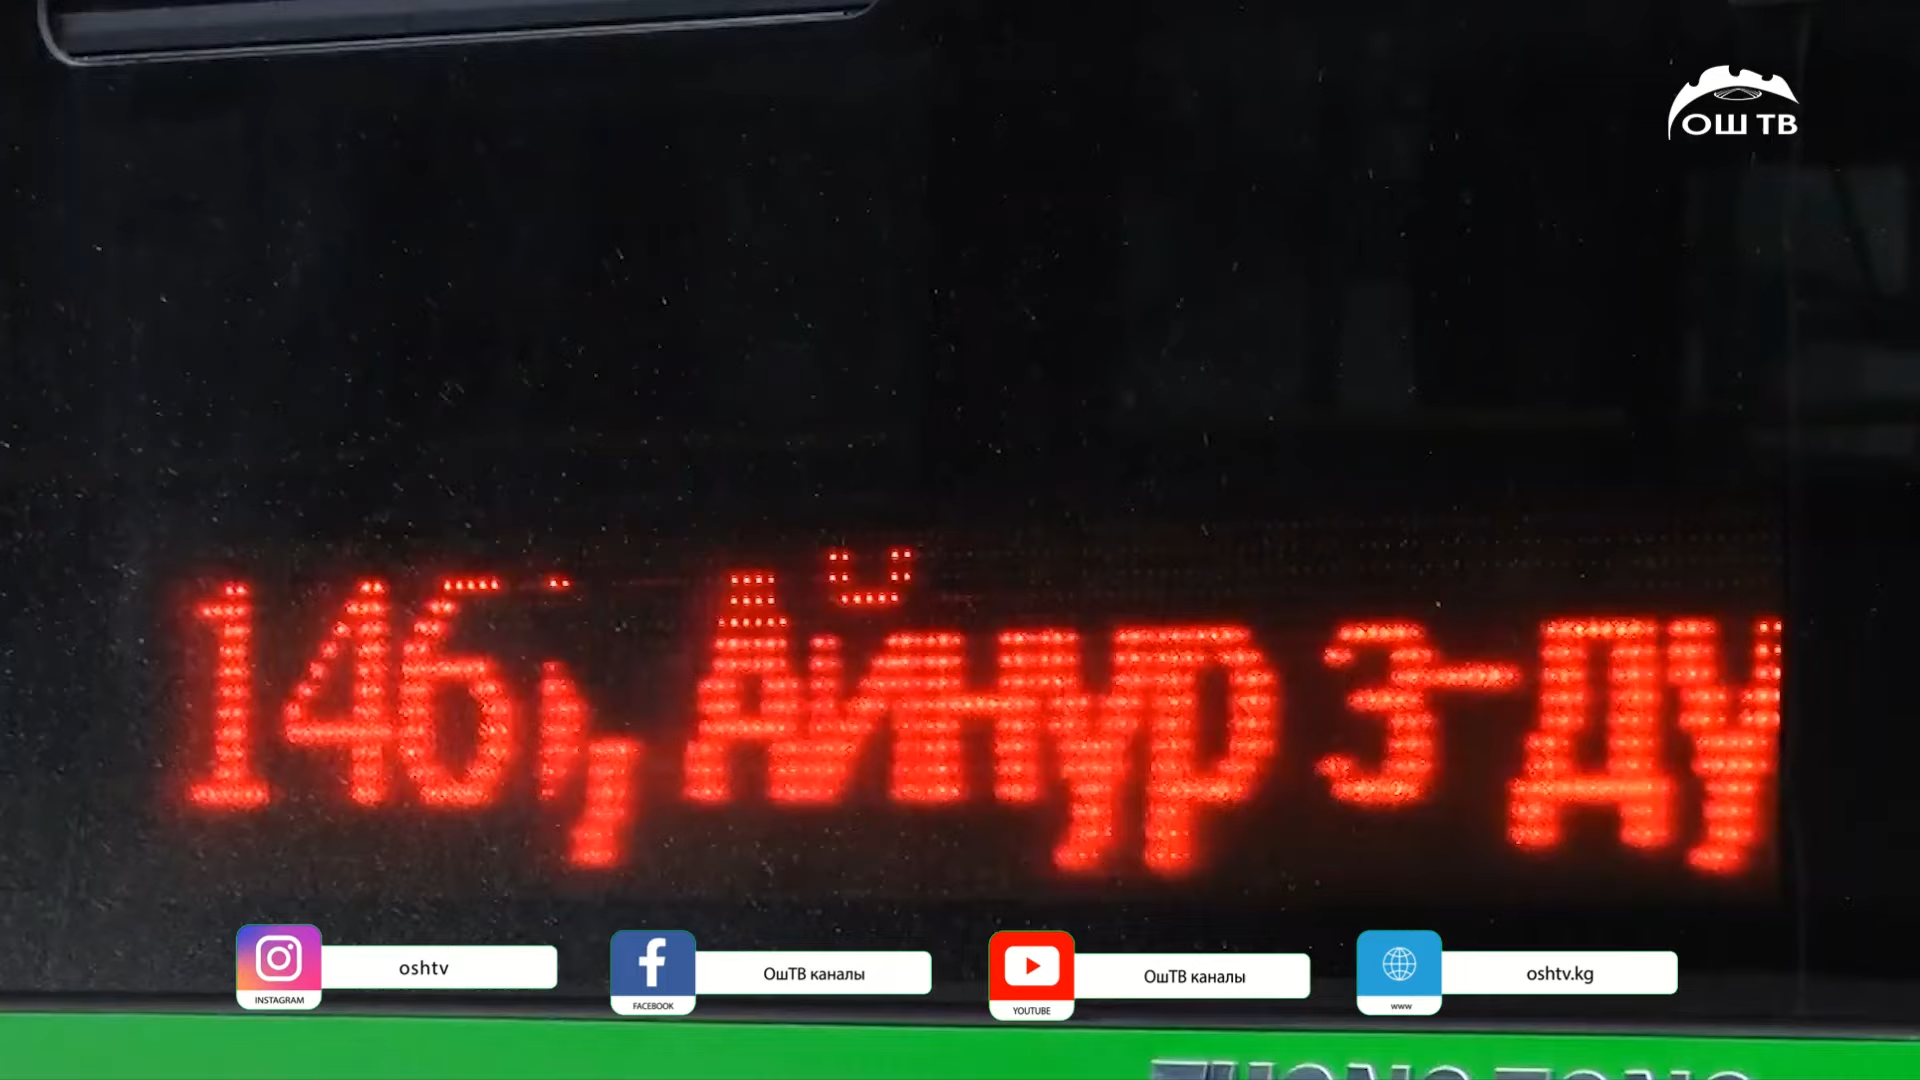 ОШ ТВ
146, Айнур 3-ДУ
oshtv
INSTAGRAM
ОшТВ каналы
FACEBOOK
ОшТВ каналы
YOUTUBE
oshtv.kg
www